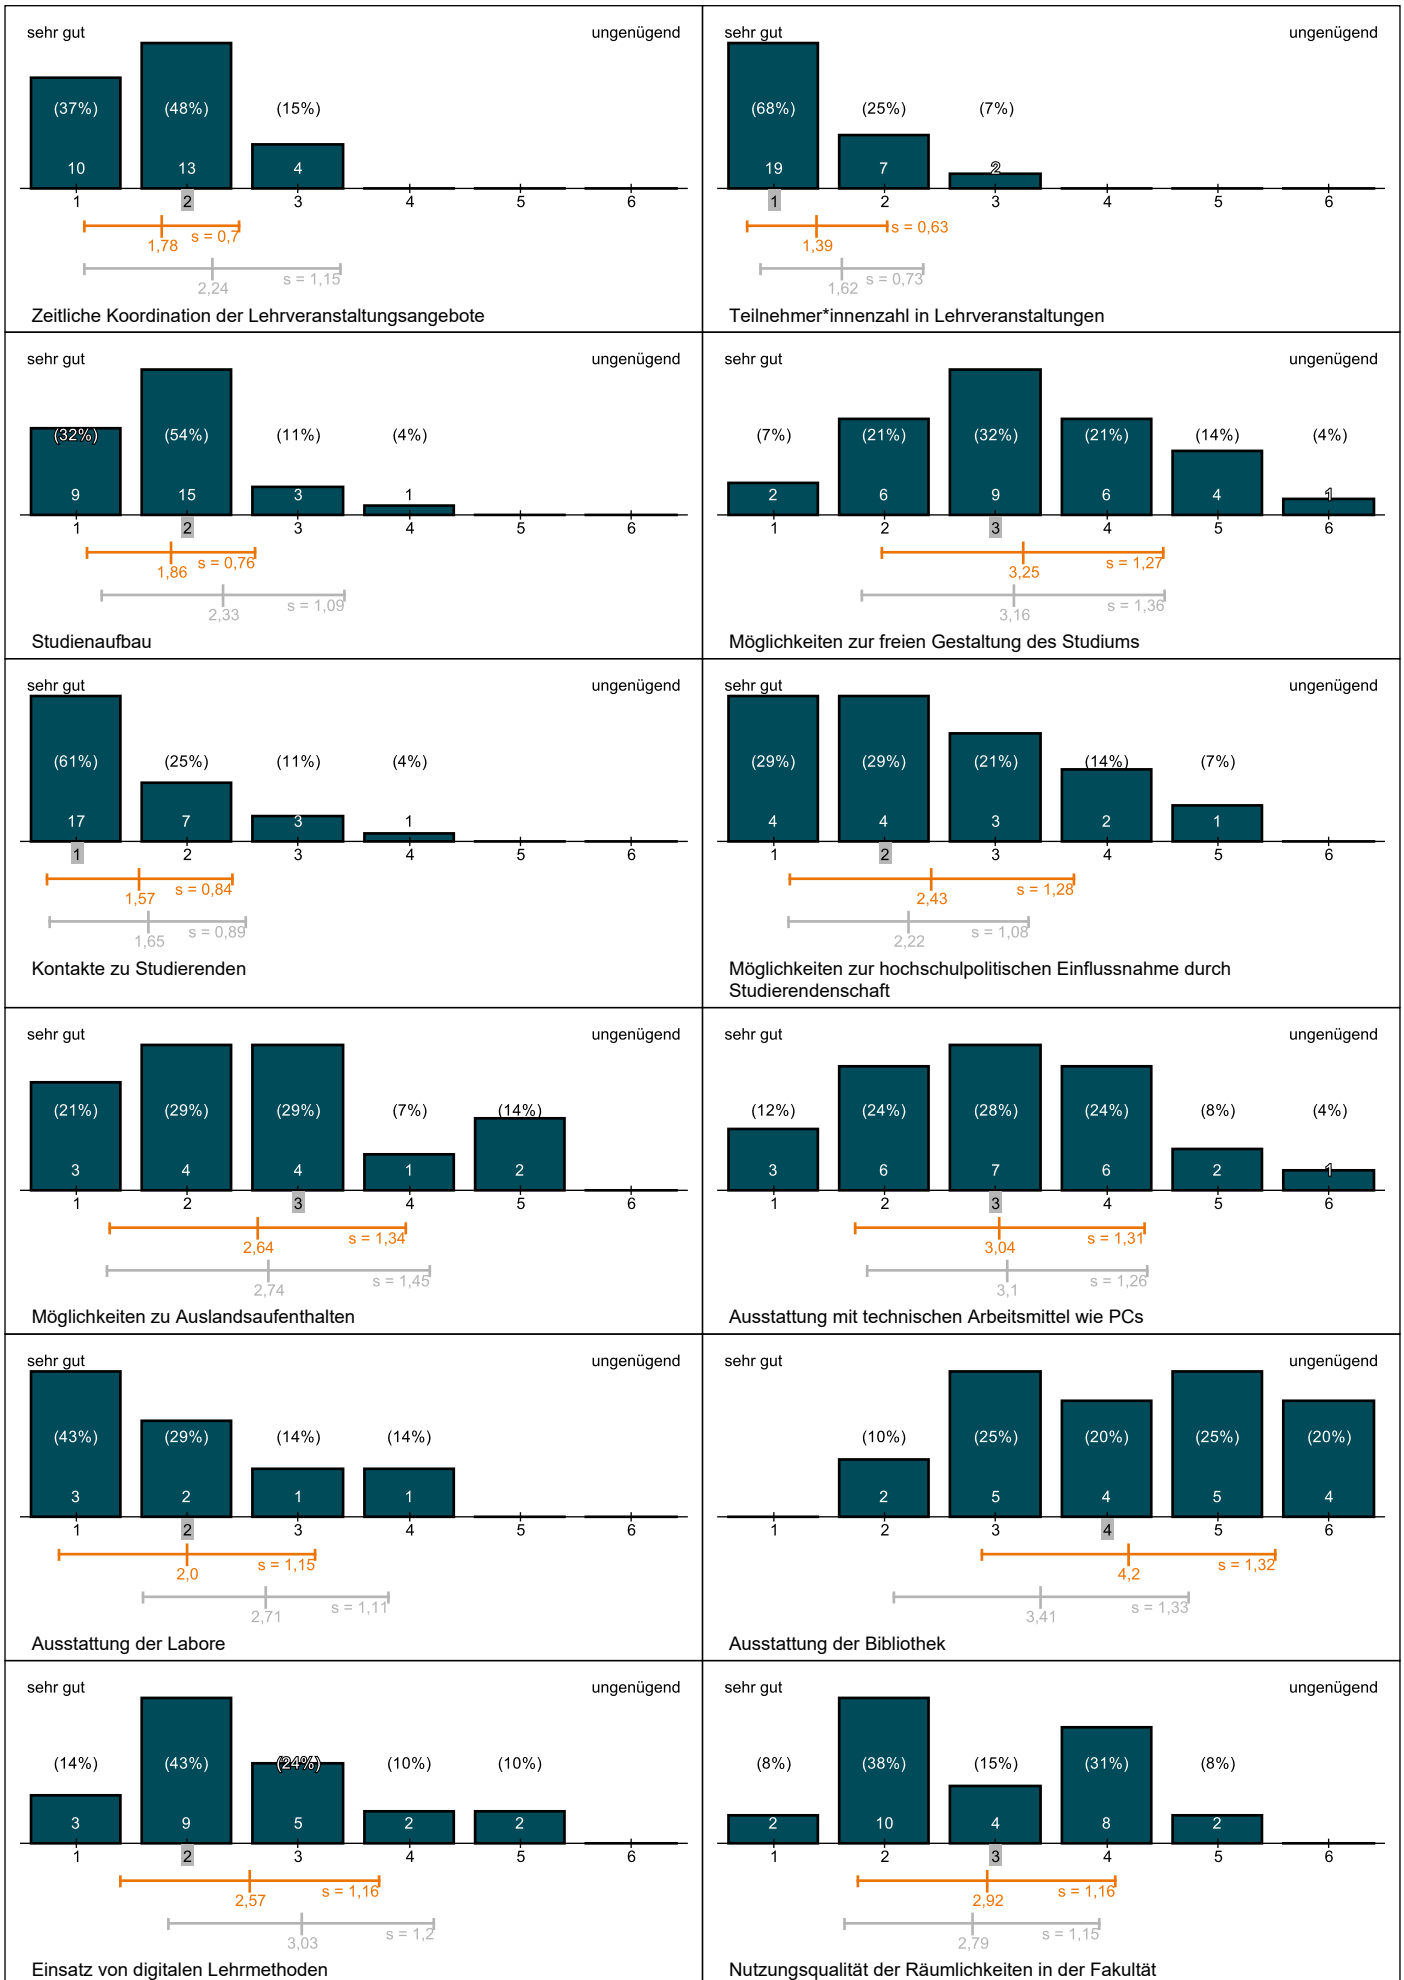 sehr gut ungenügend
(37%) (48%) (15%)
10 13 4
1 2 3 4 5 6
s = 0,7
1,78
s = 1,15
2,24
Zeitliche Koordination der Lehrveranstaltungsangebote
sehr gut ungenügend
(68%) (25%) (7%)
19 7 2
1 2 3 4 5 6
s = 0,63
1,39
s = 0,73
1,62
Teilnehmer*innenzahl in Lehrveranstaltungen
sehr gut ungenügend
(32%) (54%) (11%) (4%)
9 15 3 1
1 2 3 4 5 6
s = 0,76
1,86
s = 1,09
2,33
Studienaufbau
sehr gut ungenügend
(7%) (21%) (32%) (21%) (14%) (4%)
2 6 9 6 4 1
1 2 3 4 5 6
s = 1,27
3,25
s = 1,36
3,16
Möglichkeiten zur freien Gestaltung des Studiums
sehr gut ungenügend
(61%) (25%) (11%) (4%)
17 7 3 1
1 2 3 4 5 6
s = 0,84
1,57
s = 0,89
1,65
Kontakte zu Studierenden
sehr gut ungenügend
(29%) (29%) (21%) (14%) (7%)
4 4 3 2 1
1 2 3 4 5 6
s = 1,28
2,43
s = 1,08
2,22
Möglichkeiten zur hochschulpolitischen Einflussnahme durch
Studierendenschaft
sehr gut ungenügend
(21%) (29%) (29%) (7%) (14%)
3 4 4 1 2
1 2 3 4 5 6
s = 1,34
2,64
s = 1,45
2,74
Möglichkeiten zu Auslandsaufenthalten
sehr gut ungenügend
(12%) (24%) (28%) (24%) (8%) (4%)
3 6 7 6 2 1
1 2 3 4 5 6
s = 1,31
3,04
s = 1,26
3,1
Ausstattung mit technischen Arbeitsmittel wie PCs
sehr gut ungenügend
(43%) (29%) (14%) (14%)
3 2 1 1
1 2 3 4 5 6
s = 1,15
2,0
s = 1,11
2,71
Ausstattung der Labore
sehr gut ungenügend
(10%) (25%) (20%) (25%) (20%)
2 5 4 5 4
1 2 3 4 5 6
s = 1,32
4,2
s = 1,33
3,41
Ausstattung der Bibliothek
sehr gut ungenügend
(14%) (43%) (24%) (10%) (10%)
3 9 5 2 2
1 2 3 4 5 6
s = 1,16
2,57
s = 1,2
3,03
Einsatz von digitalen Lehrmethoden
sehr gut ungenügend
(8%) (38%) (15%) (31%) (8%)
2 10 4 8 2
1 2 3 4 5 6
s = 1,16
2,92
s = 1,15
2,79
Nutzungsqualität der Räumlichkeiten in der Fakultät